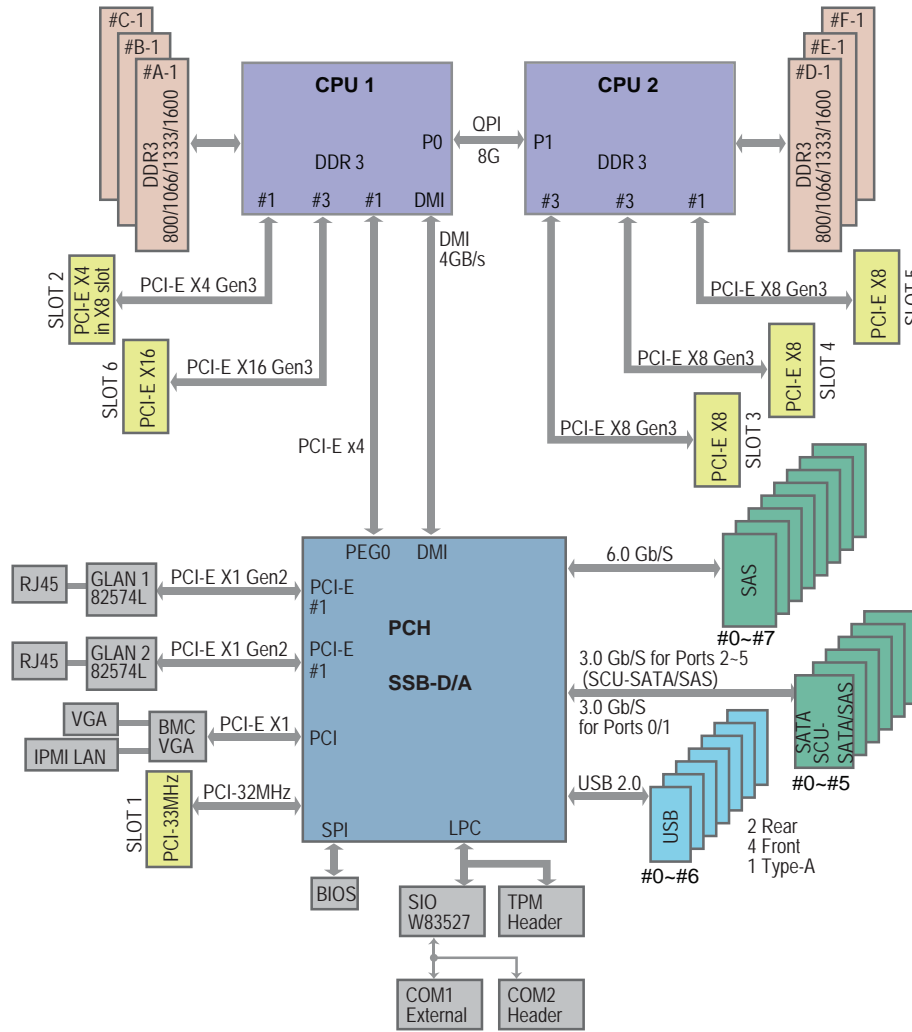 #C-1
#B-1
#A-1
DDR3
800/1066/1333/1600
CPU 1
P0
DDR 3
#1
#3
#1
DMI
QPI
8G
CPU 2
P1
DDR 3
#3
#3
#1
#F-1
#E-1
#D-1
DDR3
800/1066/1333/1600
DMI
4GB/s
SLOT 2
PCI-E X4
in X8 slot
PCI-E X4 Gen3
SLOT 6
PCI-E X16
PCI-E X16 Gen3
PCI-E X8 Gen3
PCI-E X8
SLOT 5
PCI-E X8 Gen3
PCI-E X8
SLOT 4
PCI-E X8 Gen3
PCI-E X8
SLOT 3
PCI-E x4
PEG0
DMI
PCI-E
#1
PCH
PCI-E
#1
SSB-D/A
PCI
SPI
LPC
RJ45
GLAN 1
82574L
PCI-E X1 Gen2
RJ45
GLAN 2
82574L
PCI-E X1 Gen2
VGA
IPMI LAN
BMC
VGA
PCI-E X1
SLOT 1
PCI-33MHz
PCI-32MHz
6.0 Gb/S
SAS
#0~#7
3.0 Gb/S for Ports 2~5
(SCU-SATA/SAS)
3.0 Gb/S
for Ports 0/1
SATA
SCU-
SATA/SAS
#0~#5
USB 2.0
USB
#0~#6
2 Rear
4 Front
1 Type-A
BIOS
SIO
W83527
TPM
Header
COM1
External
COM2
Header